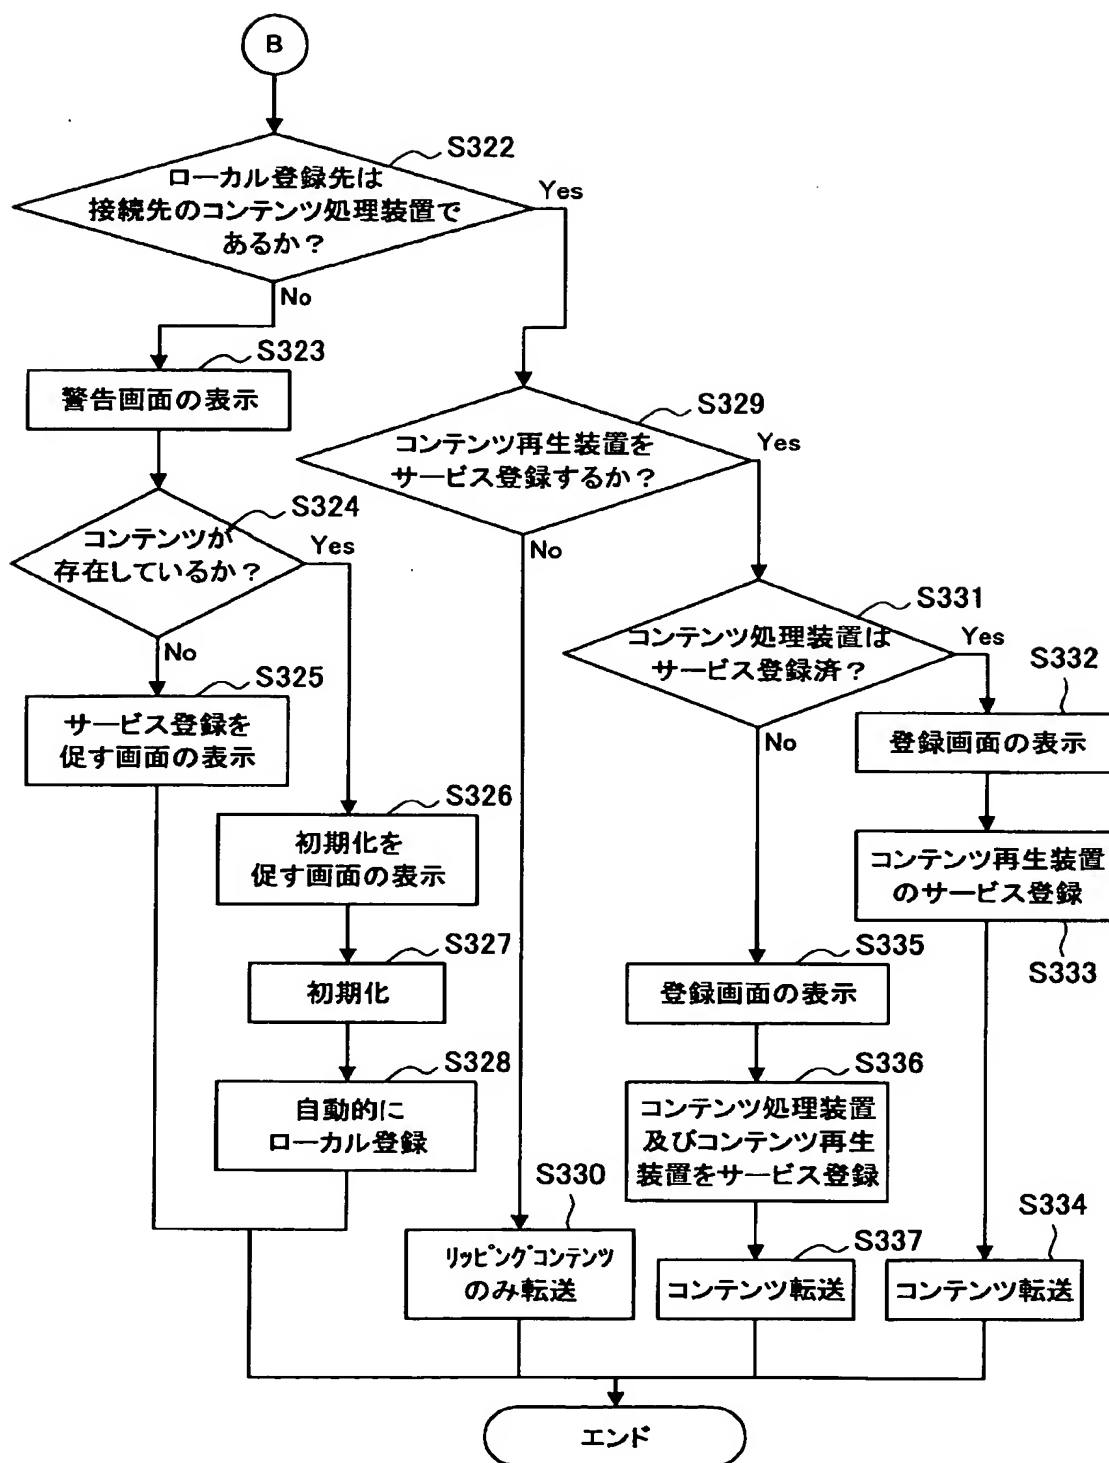 B
S322
ローカル登録先は
接続先のコンテンツ処理装置で
あるか？
Yes
No
S323
警告画面の表示
S329
コンテンツ再生装置を
サービス登録するか？
Yes
No
S324
コンテンツが
存在しているか？
Yes
No
S331
コンテンツ処理装置は
サービス登録済？
Yes
No
S325
サービス登録を
促す画面の表示
S332
登録画面の表示
S326
初期化を
促す画面の表示
コンテンツ再生装置
のサービス登録
S333
S327
初期化
S335
登録画面の表示
S328
自動的に
ローカル登録
S336
コンテンツ処理装置
及びコンテンツ再生
装置をサービス登録
S330
リッピングコンテンツ
のみ転送
S337
コンテンツ転送
S334
コンテンツ転送
エンド